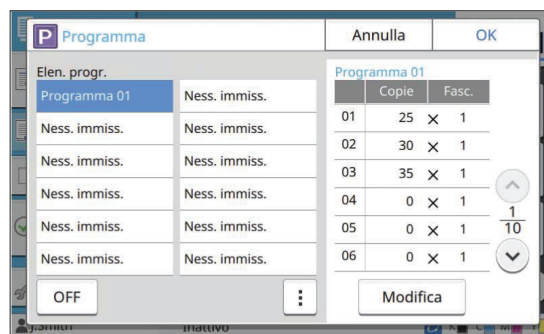 P Programma
Annulla
OK
Elen. progr.
Programma 01 Ness. immiss.
Ness. immiss. Ness. immiss.
Ness. immiss. Ness. immiss.
Ness. immiss. Ness. immiss.
Ness. immiss. Ness. immiss.
Ness. immiss. Ness. immiss.
OFF
Programma 01
Copie Fasc.
01 25 × 1
02 30 × 1
03 35 × 1
04 0 × 1
05 0 × 1
06 0 × 1
1
10
Modifica
J.Smith Inattivo K C M Y